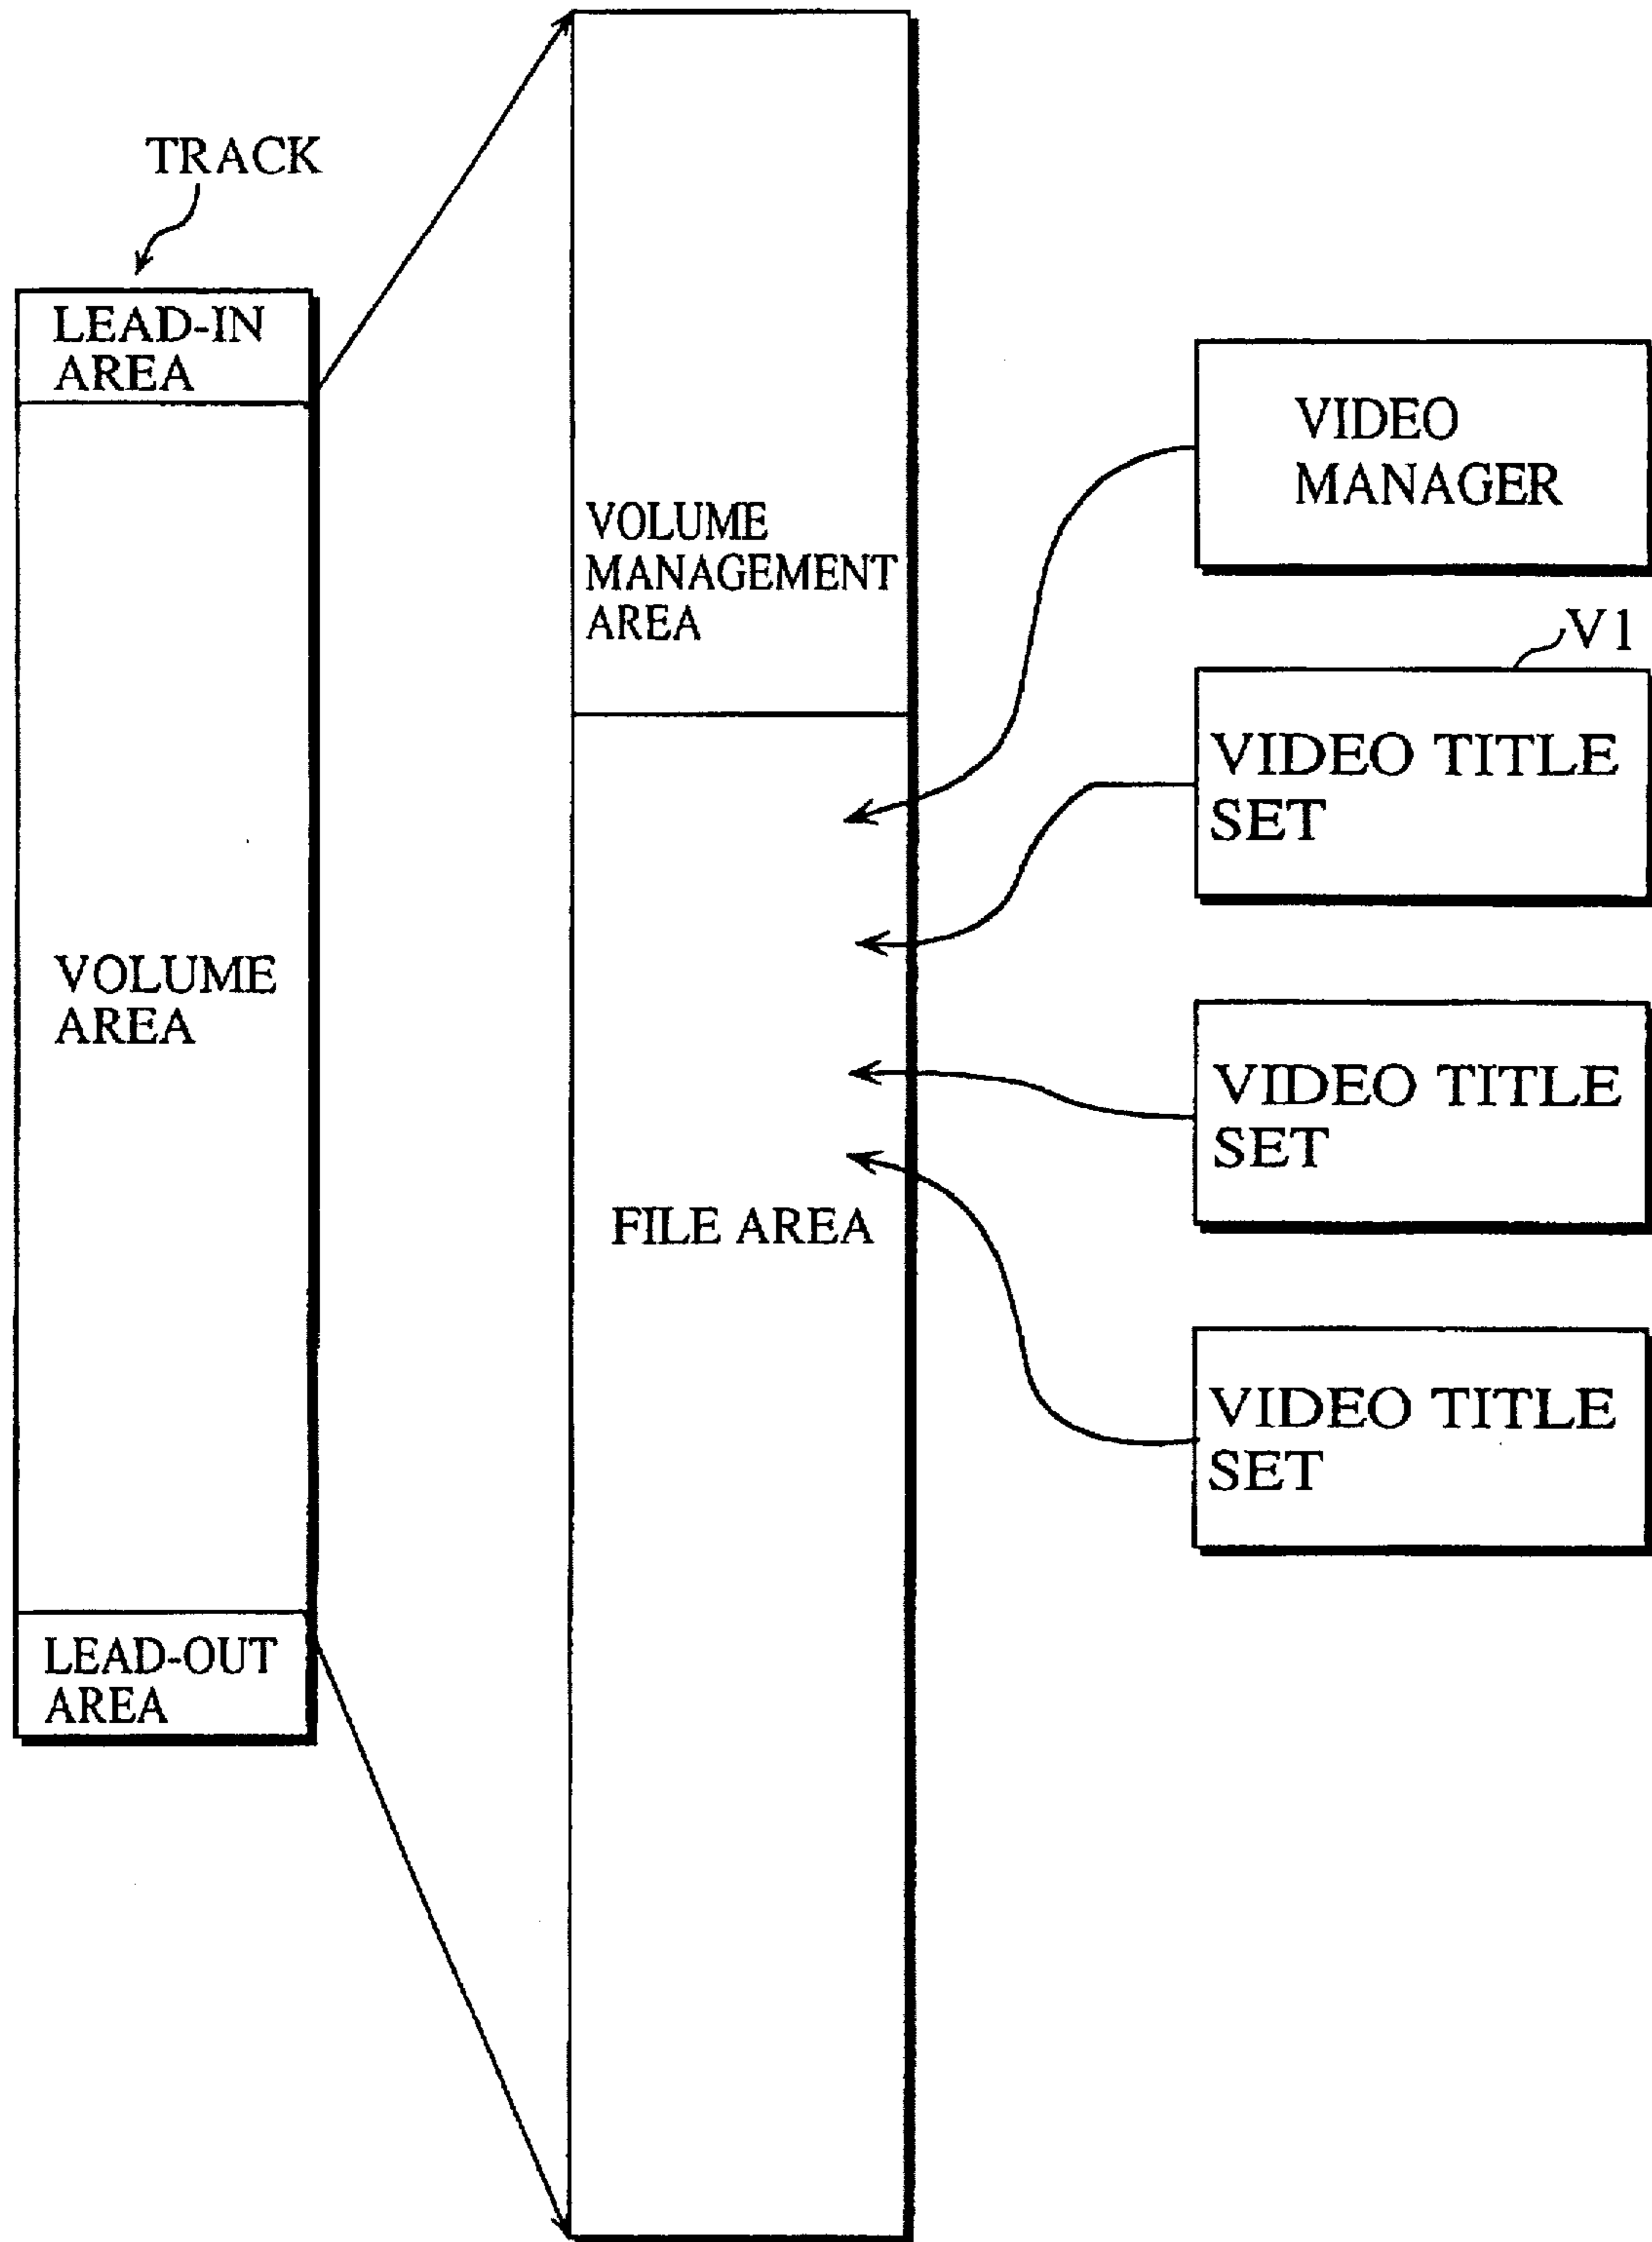 TRACK
LEAD-IN
AREA
VOLUME
AREA
LEAD-OUT
AREA
VOLUME
MANAGEMENT
AREA
FILE AREA
VIDEO
MANAGER
V1
VIDEO TITLE
SET
VIDEO TITLE
SET
VIDEO TITLE
SET